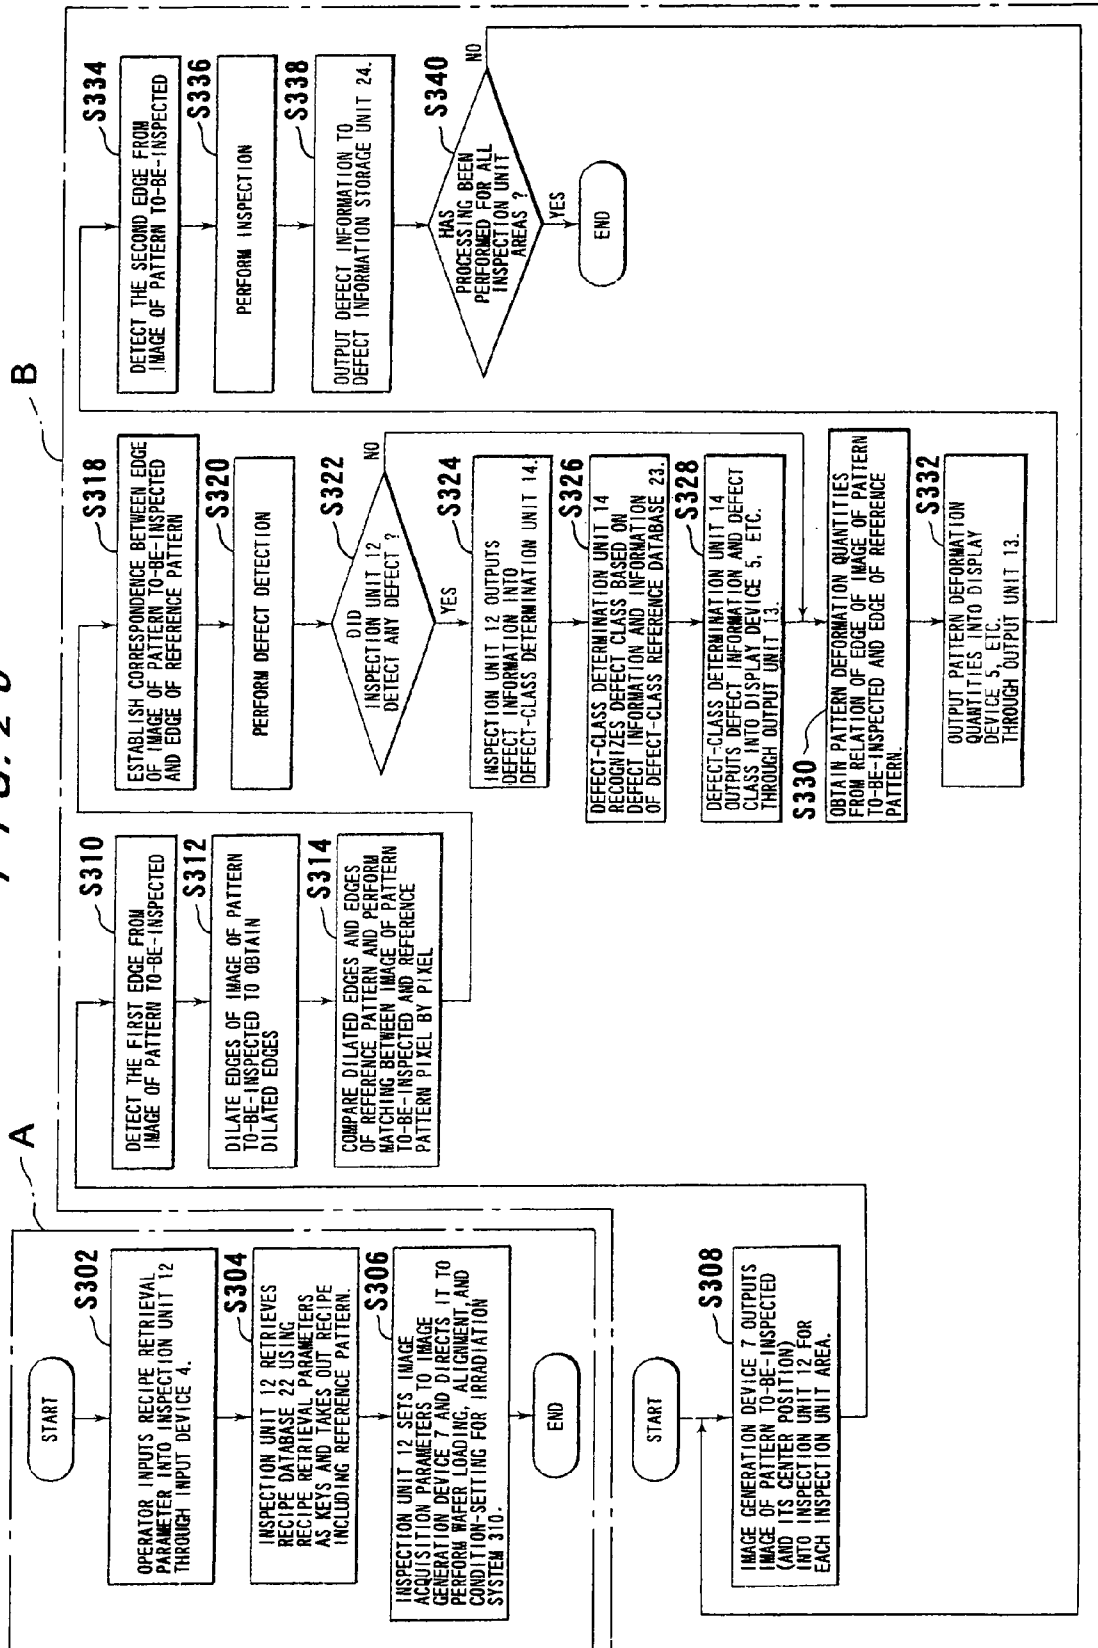 A
START
S302
OPERATOR INPUTS RECIPE RETRIEVAL
PARAMETER INTO INSPECTION UNIT 12
THROUGH INPUT DEVICE 4.
S304
INSPECTION UNIT 12 RETRIEVES
RECIPE DATABASE 22 USING
RECIPE RETRIEVAL PARAMETERS
AS KEYS AND TAKES OUT RECIPE
INCLUDING REFERENCE PATTERN.
S306
INSPECTION UNIT 12 SETS IMAGE
ACQUISITION PARAMETERS TO IMAGE
GENERATION DEVICE 7 AND DIRECTS IT TO
PERFORM WAFER LOADING, ALIGNMENT, AND
CONDITION-SETTING FOR IRRADIATION
SYSTEM 310.
END
B
START
S308
IMAGE GENERATION DEVICE 7 OUTPUTS
IMAGE OF PATTERN TO-BE-INSPECTED
(AND ITS CENTER POSITION)
INTO INSPECTION UNIT 12 FOR
EACH INSPECTION UNIT AREA.
S310
DETECT THE FIRST EDGE FROM
IMAGE OF PATTERN TO-BE-INSPECTED
S312
DILATE EDGES OF IMAGE OF PATTERN
TO-BE-INSPECTED TO OBTAIN
DILATED EDGES
S314
COMPARE DILATED EDGES AND EDGES
OF REFERENCE PATTERN AND PERFORM
MATCHING BETWEEN IMAGE OF PATTERN
TO-BE-INSPECTED AND REFERENCE
PATTERN PIXEL BY PIXEL
S318
ESTABLISH CORRESPONDENCE BETWEEN EDGE
OF IMAGE OF PATTERN TO-BE-INSPECTED
AND EDGE OF REFERENCE PATTERN
S320
PERFORM DEFECT DETECTION
S322
DID
INSPECTION UNIT 12
DETECT ANY DEFECT ?
NO
YES
S324
INSPECTION UNIT 12 OUTPUTS
DEFECT INFORMATION INTO
DEFECT-CLASS DETERMINATION UNIT 14.
S326
DEFECT-CLASS DETERMINATION UNIT 14
RECOGNIZES DEFECT CLASS BASED ON
DEFECT INFORMATION AND INFORMATION
OF DEFECT-CLASS REFERENCE DATABASE 23.
S328
DEFECT-CLASS DETERMINATION UNIT 14
OUTPUTS DEFECT INFORMATION AND DEFECT
CLASS INTO DISPLAY DEVICE 5, ETC.
THROUGH OUTPUT UNIT 13.
S330
OBTAIN PATTERN DEFORMATION QUANTITIES
FROM RELATION OF EDGE OF IMAGE OF PATTERN
TO-BE-INSPECTED AND EDGE OF REFERENCE
PATTERN.
S332
OUTPUT PATTERN DEFORMATION
QUANTITIES INTO DISPLAY
DEVICE 5, ETC.
THROUGH OUTPUT UNIT 13.
S334
DETECT THE SECOND EDGE FROM
IMAGE OF PATTERN TO-BE-INSPECTED
S336
PERFORM INSPECTION
S338
OUTPUT DEFECT INFORMATION TO
DEFECT INFORMATION STORAGE UNIT 24.
S340
HAS
PROCESSING BEEN
PERFORMED FOR ALL
INSPECTION UNIT
AREAS ?
NO
YES
END